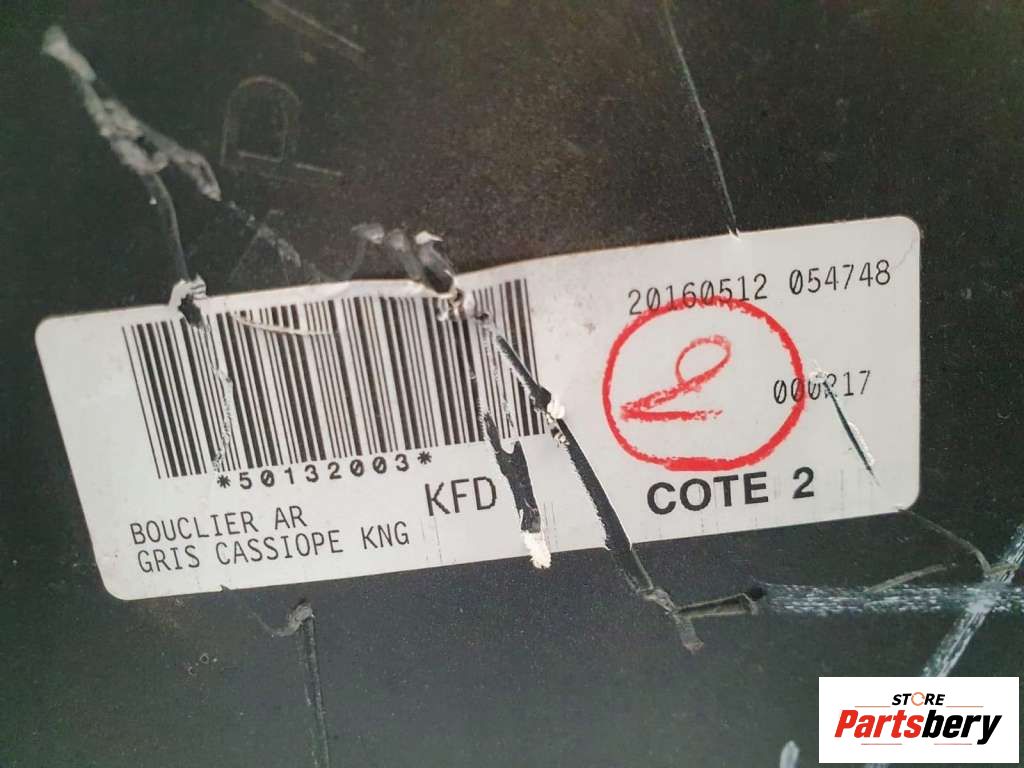 20160512 054748
000217
*50132003*
KFD
COTE 2
BOUCLIER AR
GRIS CASSIOPE KNG
STORE
Partsbery